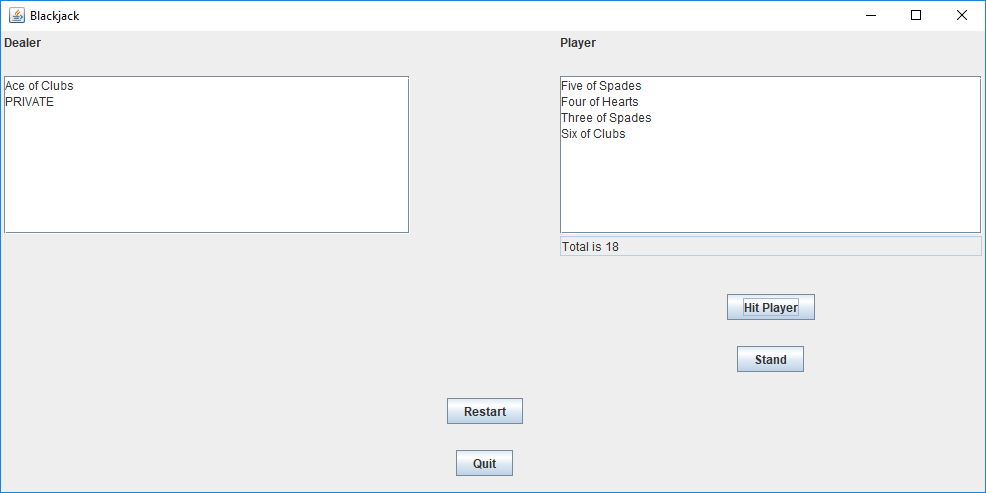 Blackjack
Dealer
Player
Ace of Clubs
PRIVATE
Five of Spades
Four of Hearts
Three of Spades
Six of Clubs
Total is 18
Hit Player
Stand
Restart
Quit